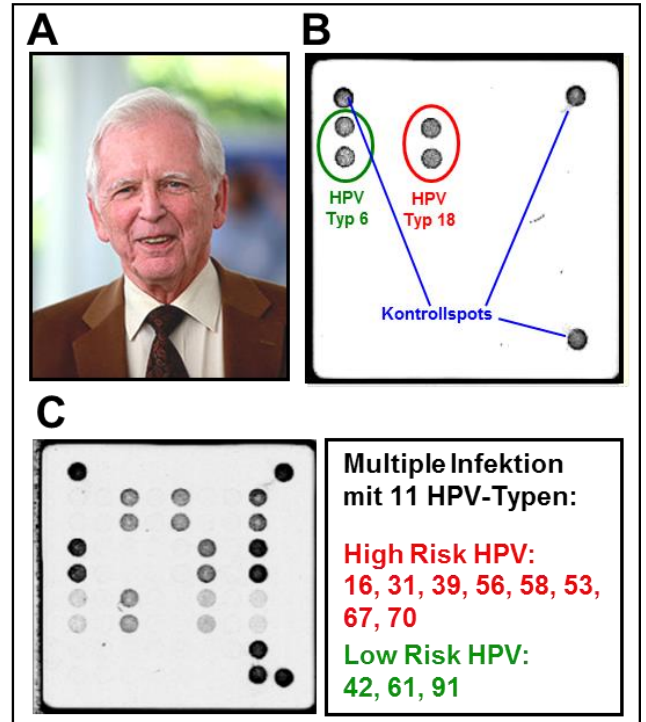 A
B
HPV
Typ 6
HPV
Typ 18
Kontrollspots
C
Multiple Infektion
mit 11 HPV-Typen:
High Risk HPV:
16, 31, 39, 56, 58, 53,
67, 70
Low Risk HPV:
42, 61, 91